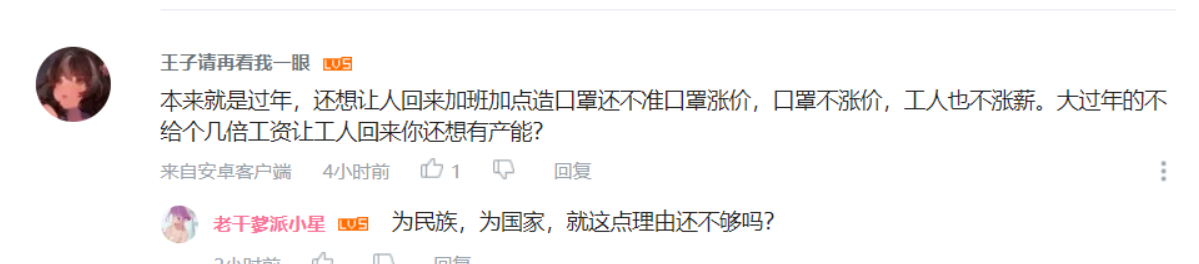 王子请再看我一眼 LV5
本来就是过年，还想让人回来加班加点造口罩还不准口罩涨价，口罩不涨价，工人也不涨薪。大过年的不
给个几倍工资让工人回来你还想有产能？
来自安卓客户端 4小时前 1 回复
老干爹派小星 LV5 为民族，为国家，就这点理由还不够吗？